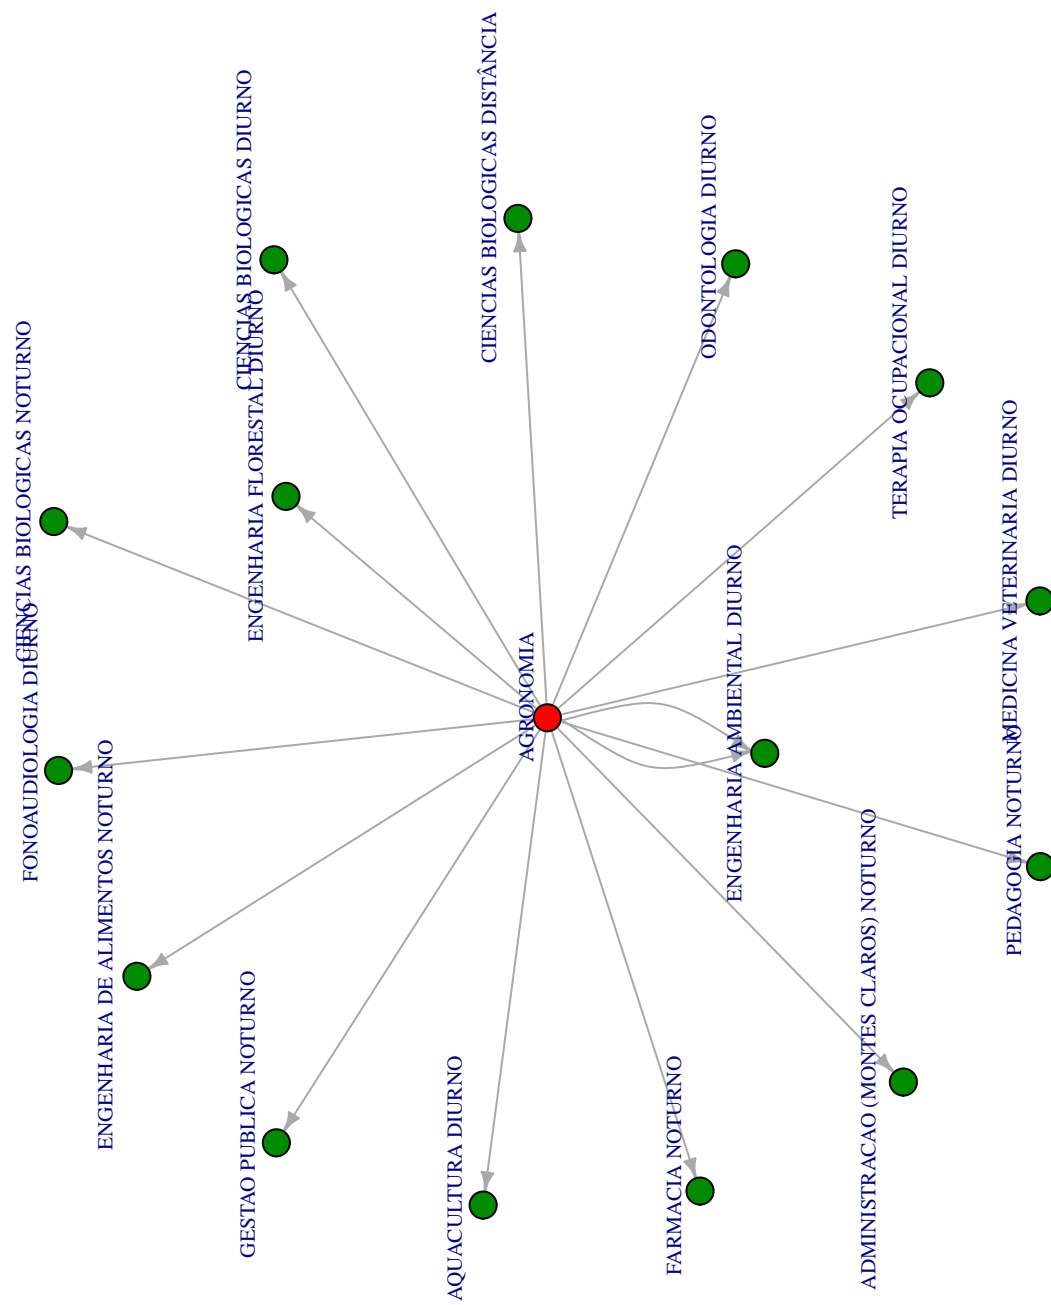 CIENCIAS BIOLOGICAS DISTÂNCIA
CIENCIAS BIOLOGICAS DIURNO
ODONTOLOGIA DIURNO
TERAPIA OCUPACIONAL DIURNO
ENGENHARIA FLORESTAL DIURNO
CIENCIAS BIOLOGICAS NOTURNO
MEDICINA VETERINARIA DIURNO
ENGENHARIA AMBIENTAL DIURNO
FONOAUDIOLOGIA DIURNO
AGRONOMIA
PEDAGOGIA NOTURNO
ENGENHARIA DE ALIMENTOS NOTURNO
ADMINISTRACAO (MONTES CLAROS) NOTURNO
GESTAO PUBLICA NOTURNO
AQUACULTURA DIURNO
FARMACIA NOTURNO